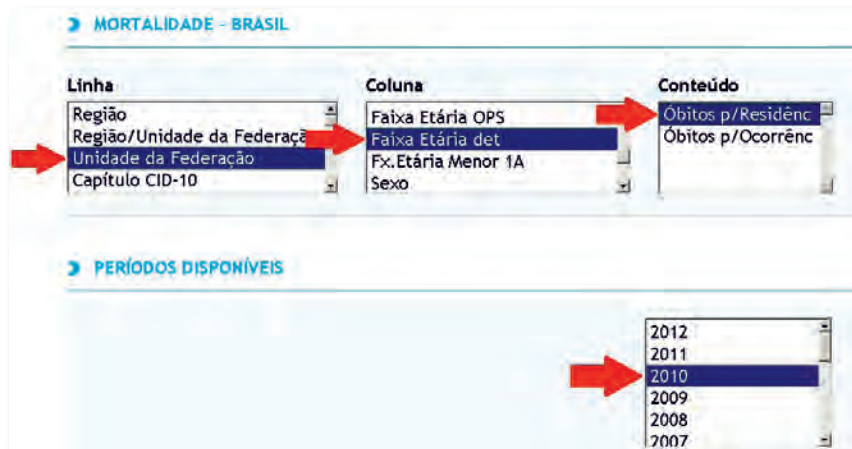 MORTALIDADE - BRASIL
Linha
Região
Região/Unidade da Federaçã
Unidade da Federação
Capítulo CID-10
Coluna
Faixa Etária OPS
Faixa Etária det
Fx.Etária Menor 1A
Sexo
Conteúdo
Óbitos p/Residênc
Óbitos p/Ocorrênc
PERÍODOS DISPONÍVEIS
2012
2011
2010
2009
2008
2007